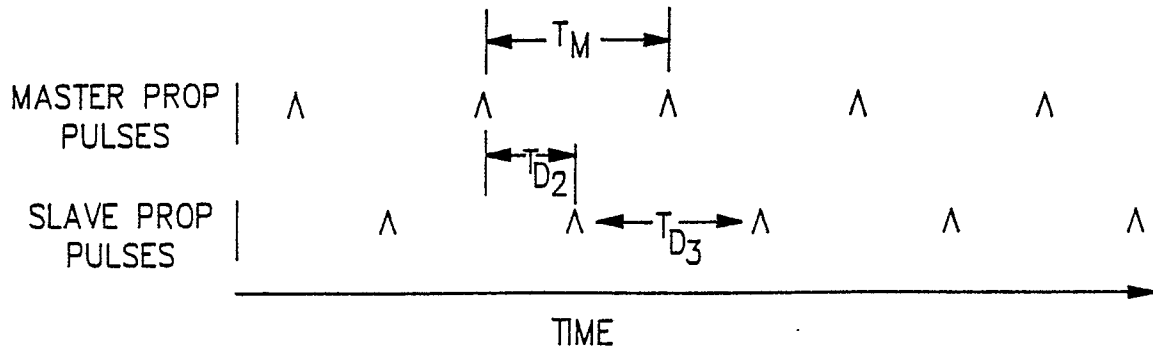 T_M
MASTER PROP
PULSES
T_D2
SLAVE PROP
PULSES
T_D3
TIME